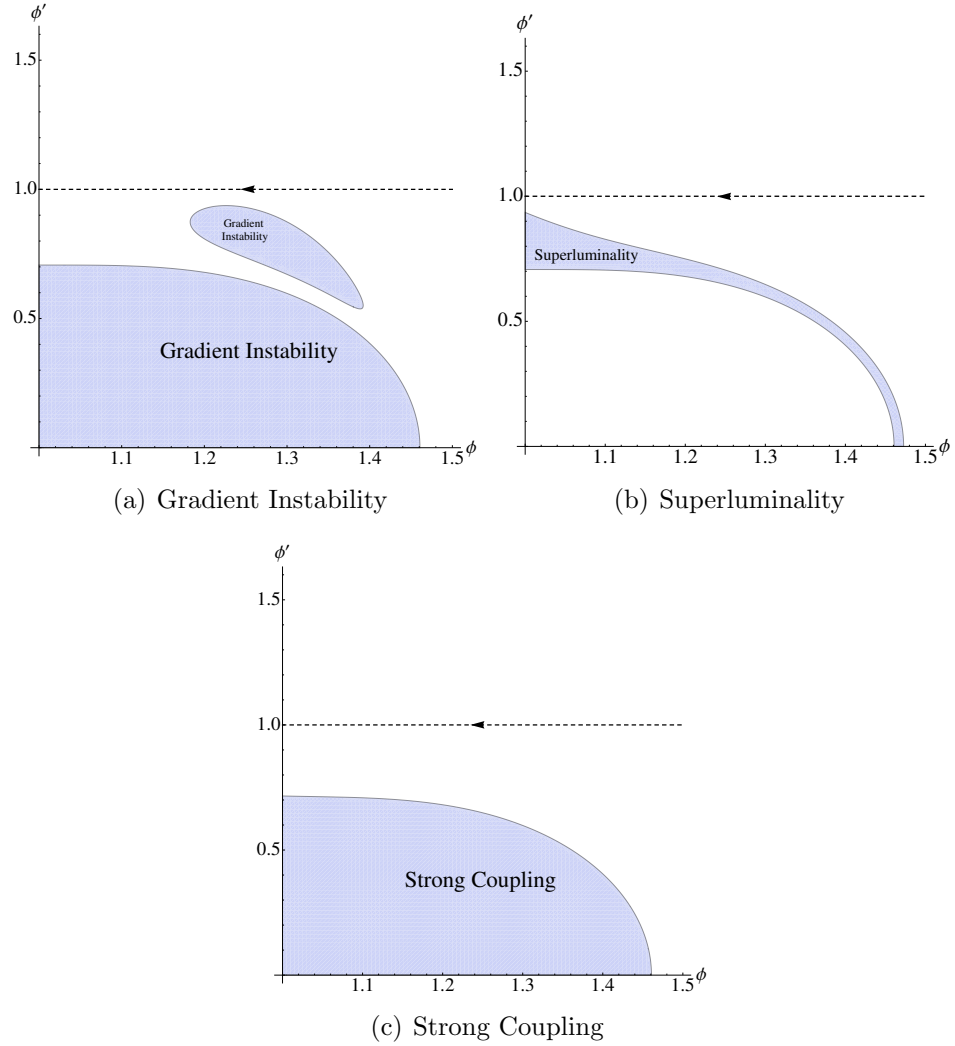 ϕ′
1.5
1.0
Gradient
Instability
0.5
Gradient Instability
1.1 1.2 1.3 1.4 1.5 ϕ
(a) Gradient Instability
ϕ′
1.5
1.0
Superluminality
0.5
1.1 1.2 1.3 1.4 1.5 ϕ
(b) Superluminality
ϕ′
1.5
1.0
0.5
Strong Coupling
1.1 1.2 1.3 1.4 1.5 ϕ
(c) Strong Coupling